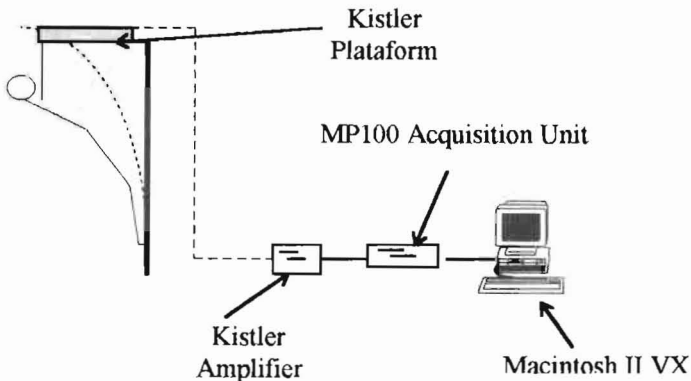 Kistler
Plataform
MP100 Acquisition Unit
Kistler
Amplifier
Macintosh II VX